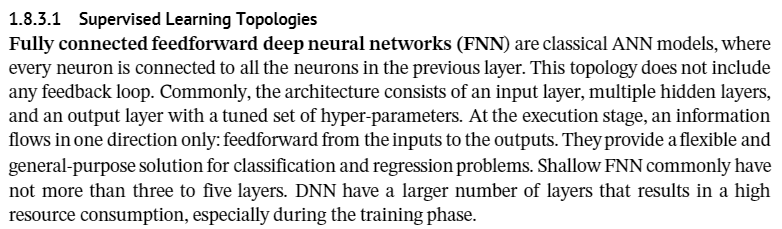 1.8.3.1 Supervised Learning Topologies
Fully connected feedforward deep neural networks (FNN) are classical ANN models, where
every neuron is connected to all the neurons in the previous layer. This topology does not include
any feedback loop. Commonly, the architecture consists of an input layer, multiple hidden layers,
and an output layer with a tuned set of hyper-parameters. At the execution stage, an information
flows in one direction only: feedforward from the inputs to the outputs. They provide a flexible and
general-purpose solution for classification and regression problems. Shallow FNN commonly have
not more than three to five layers. DNN have a larger number of layers that results in a high
resource consumption, especially during the training phase.